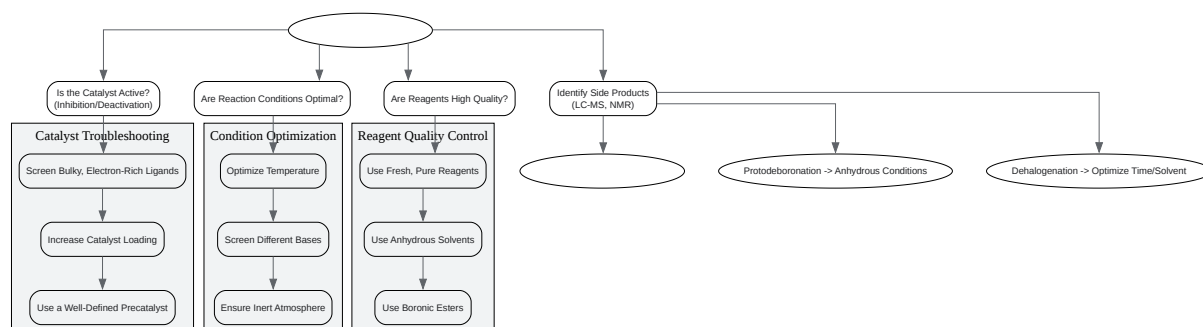 Is the Catalyst Active?
(Inhibition/Deactivation)
Are Reaction Conditions Optimal?
Are Reagents High Quality?
Identify Side Products
(LC-MS, NMR)
Catalyst Troubleshooting
Condition Optimization
Reagent Quality Control
Screen Bulky, Electron-Rich Ligands
Optimize Temperature
Use Fresh, Pure Reagents
Protodeboronation -> Anhydrous Conditions
Dehalogenation -> Optimize Time/Solvent
Increase Catalyst Loading
Screen Different Bases
Use Anhydrous Solvents
Use a Well-Defined Precatalyst
Ensure Inert Atmosphere
Use Boronic Esters